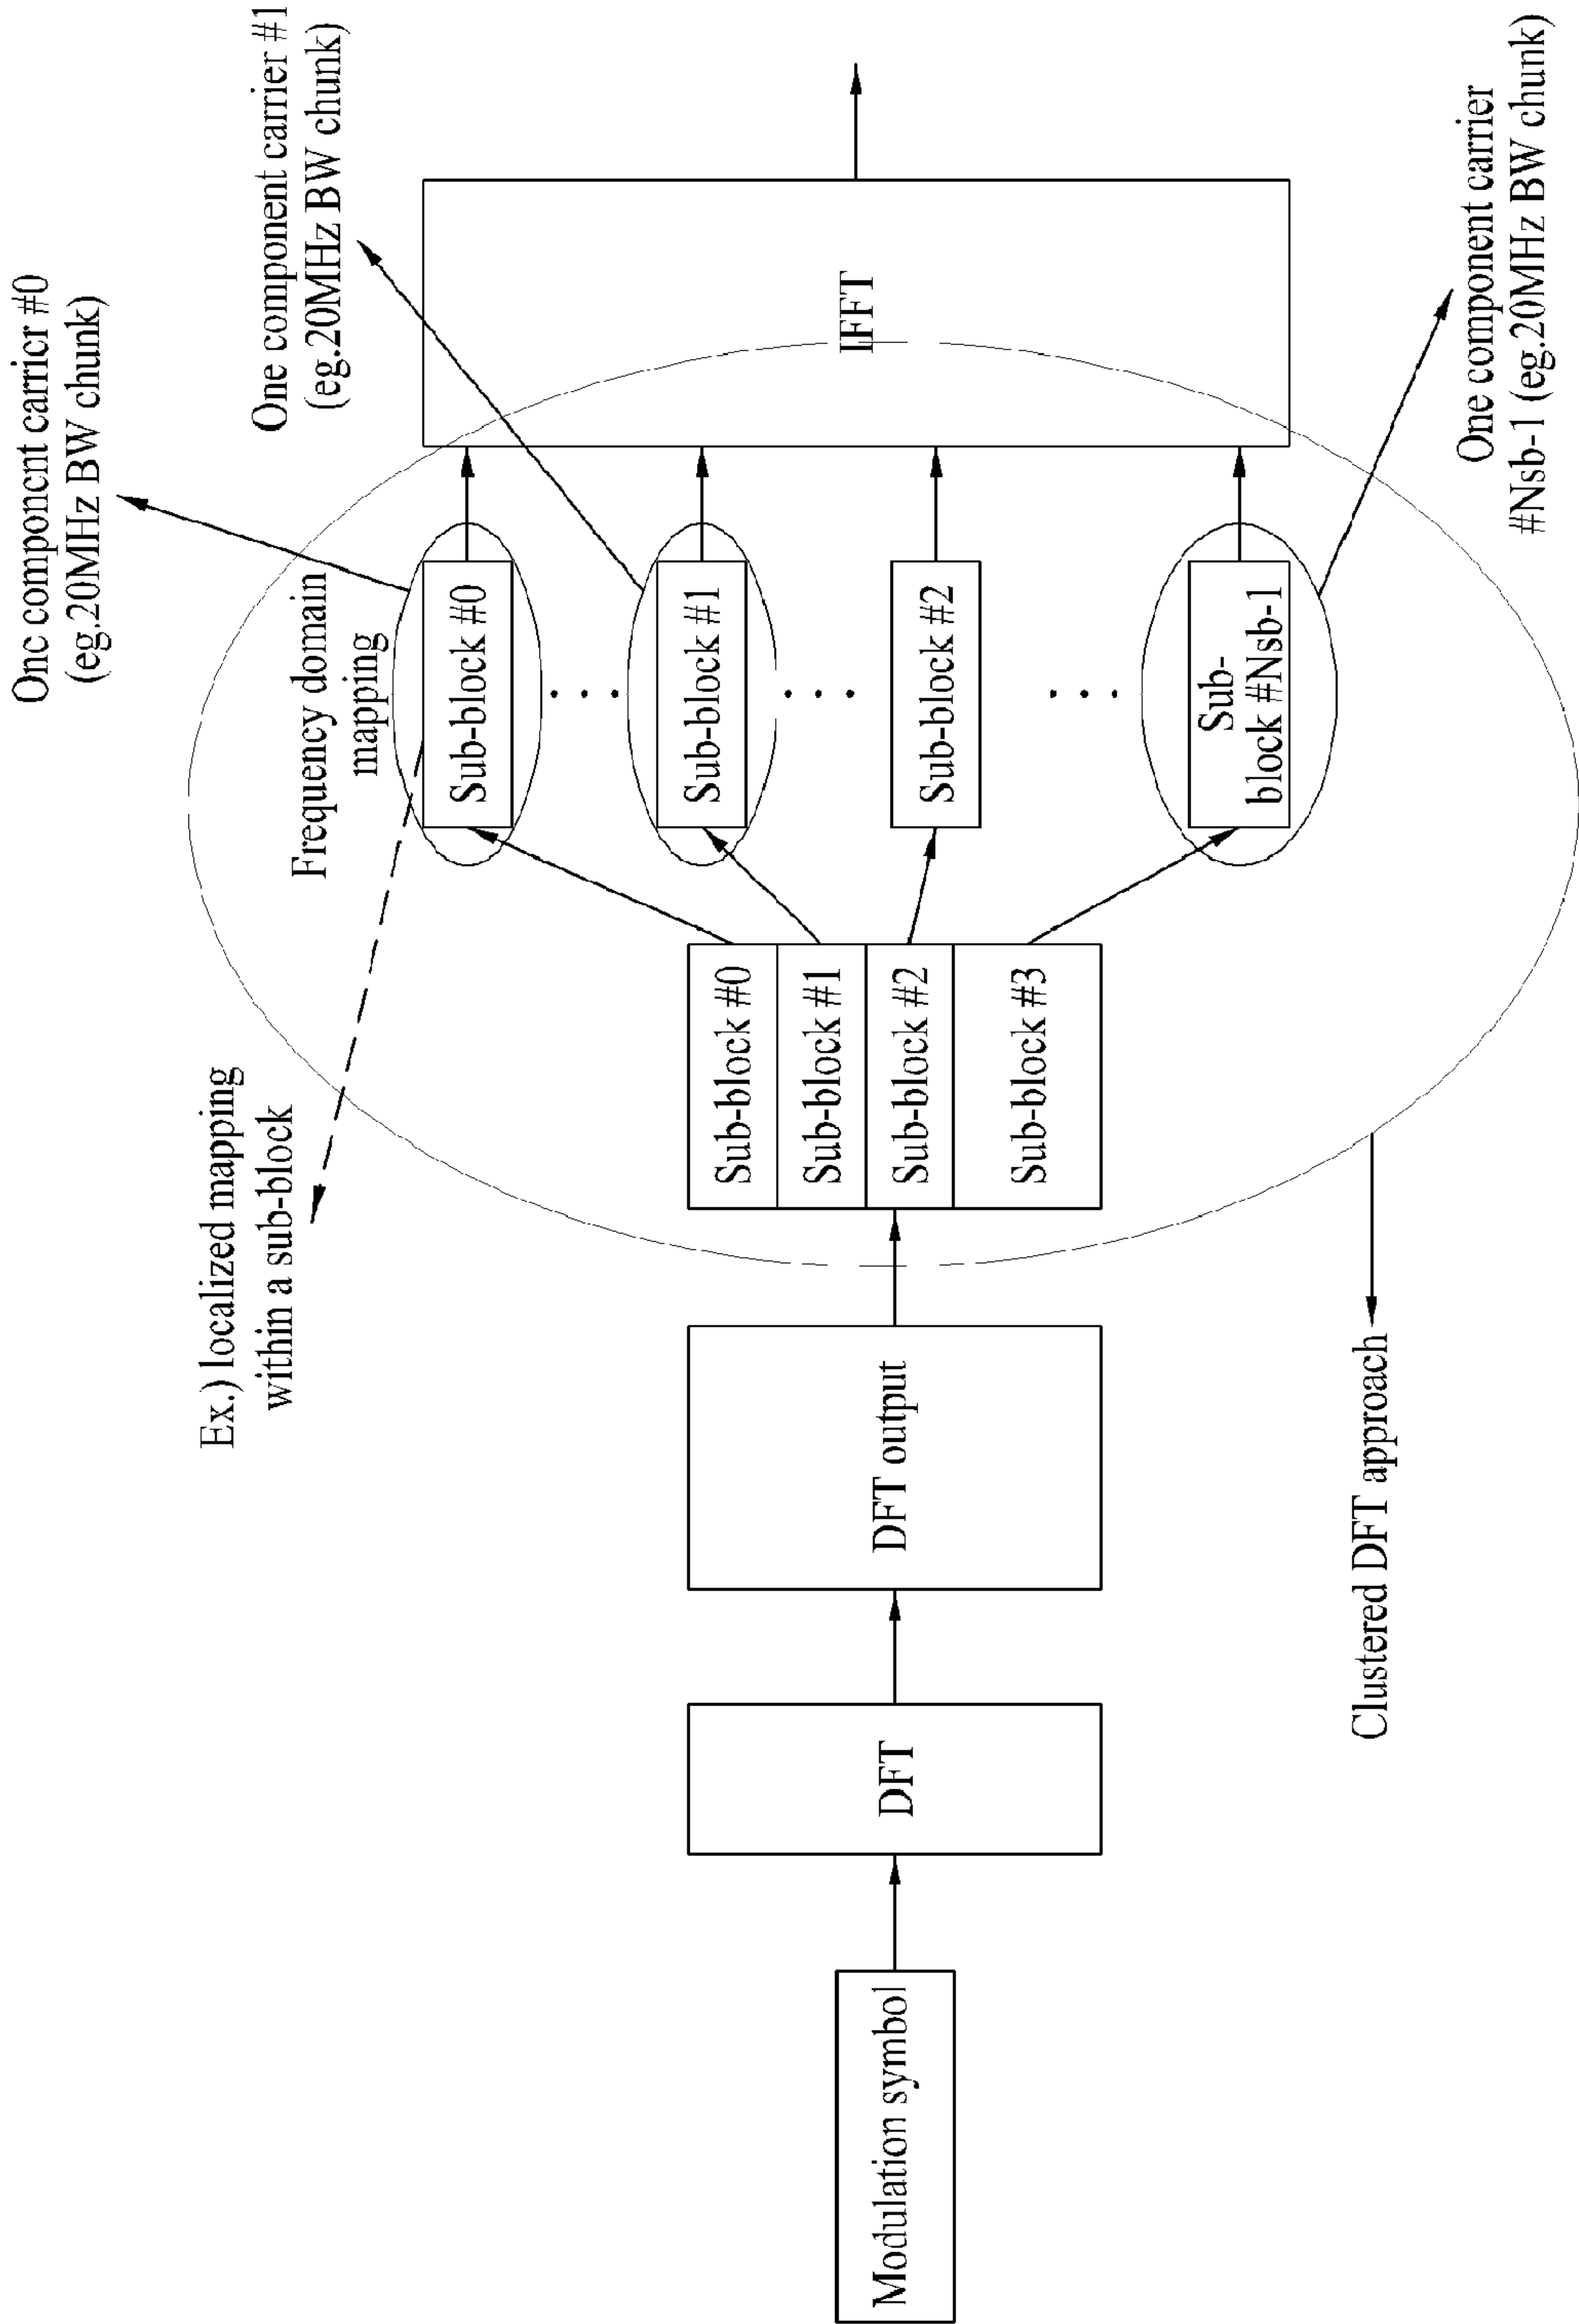 Modulation symbol
DFT
DFT output
Ex.) localized mapping
within a sub-block
Sub-block #0
Sub-block #1
Sub-block #2
Sub-block #3
Frequency domain
mapping
Sub-block #0
Sub-block #1
Sub-block #2
Sub-
block #Nsb-1
One component carrier #0
(eg.20MHz BW chunk)
One component carrier #1
(eg.20MHz BW chunk)
IFFT
One component carrier
#Nsb-1 (eg.20MHz BW chunk)
Clustered DFT approach